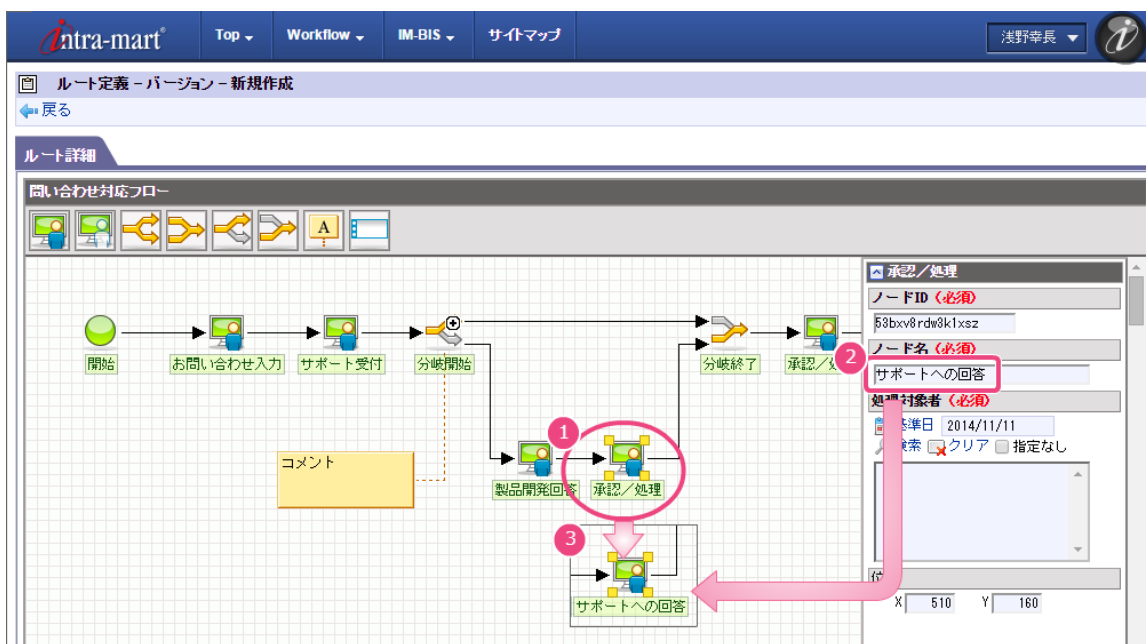 intra-mart®
Top
Workflow
IM-BIS
サイトマップ
浅野幸長
ルート定義 - バージョン - 新規作成
戻る
ルート詳細
問い合わせ対応フロー
A
承認/処理
ノードID (必須)
53bxv8rdw3k1xsz
ノード名 (必須)
サポートへの回答
処理対象者 (必須)
基準日 2014/11/11
検索 クリア 指定なし
X 510 Y 160
開始
お問い合わせ入力
サポート受付
分岐開始
分岐終了
承認/処
2
コメント
1
製品開発回答
承認/処理
3
サポートへの回答